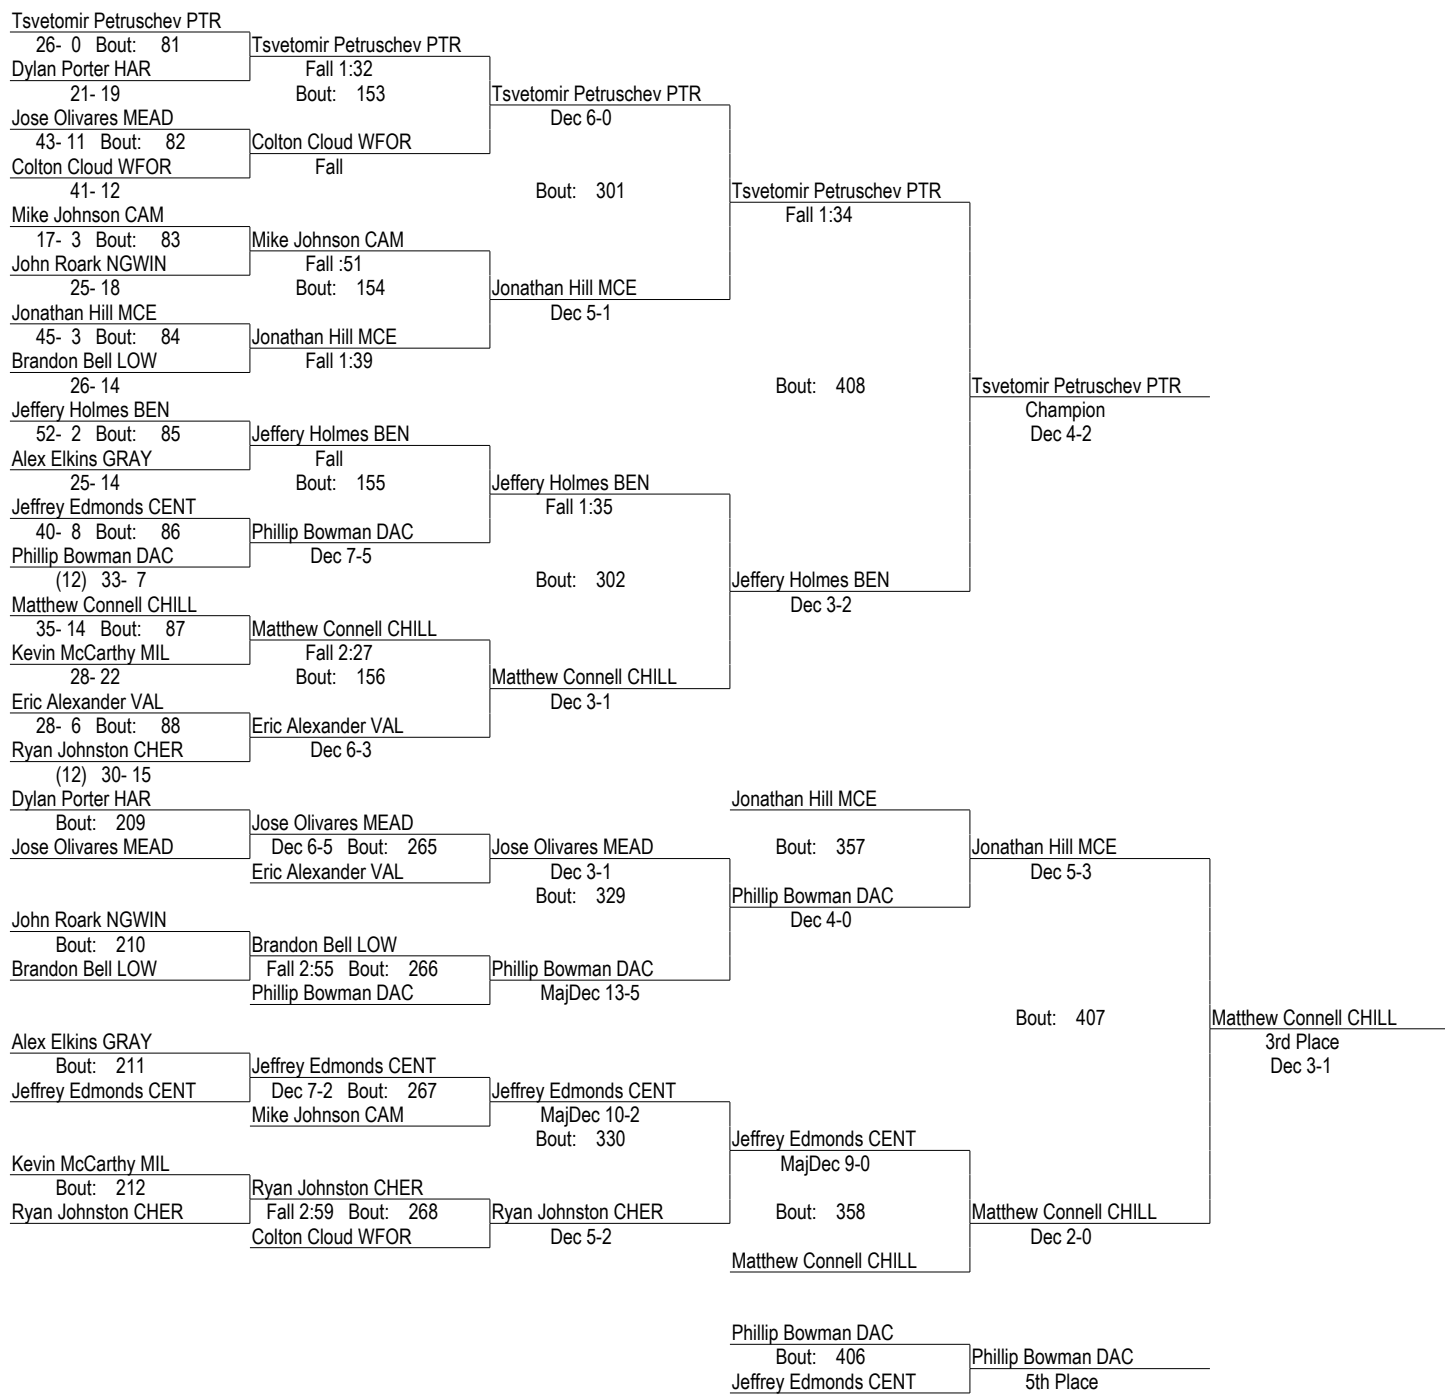 Tsvetomir Petruschev PTR
26- 0 Bout: 81 Tsvetomir Petruschev PTR
Dylan Porter HAR Fall 1:32
21- 19 Bout: 153 Tsvetomir Petruschev PTR
Jose Olivares MEAD Dec 6-0
43- 11 Bout: 82 Colton Cloud WFOR
Colton Cloud WFOR Fall
41- 12 Bout: 301 Tsvetomir Petruschev PTR
Mike Johnson CAM Fall 1:34
17- 3 Bout: 83 Mike Johnson CAM
John Roark NGWIN Fall :51
25- 18 Bout: 154 Jonathan Hill MCE
Jonathan Hill MCE Dec 5-1
45- 3 Bout: 84 Jonathan Hill MCE
Brandon Bell LOW Fall 1:39
26- 14 Bout: 408 Tsvetomir Petruschev PTR
Jeffery Holmes BEN Champion
52- 2 Bout: 85 Jeffery Holmes BEN Dec 4-2
Alex Elkins GRAY Fall
25- 14 Bout: 155 Jeffery Holmes BEN
Jeffrey Edmonds CENT Fall 1:35
40- 8 Bout: 86 Phillip Bowman DAC
Phillip Bowman DAC Dec 7-5
(12) 33- 7 Bout: 302 Jeffery Holmes BEN
Matthew Connell CHILL Dec 3-2
35- 14 Bout: 87 Matthew Connell CHILL
Kevin McCarthy MIL Fall 2:27
28- 22 Bout: 156 Matthew Connell CHILL
Eric Alexander VAL Dec 3-1
28- 6 Bout: 88 Eric Alexander VAL
Ryan Johnston CHER Dec 6-3
(12) 30- 15
Dylan Porter HAR Jonathan Hill MCE
Bout: 209 Jose Olivares MEAD
Jose Olivares MEAD Dec 6-5 Bout: 265 Jose Olivares MEAD Bout: 357 Jonathan Hill MCE
Eric Alexander VAL Dec 3-1 Dec 5-3
Bout: 329 Phillip Bowman DAC
John Roark NGWIN Dec 4-0
Bout: 210 Brandon Bell LOW
Brandon Bell LOW Fall 2:55 Bout: 266 Phillip Bowman DAC
Phillip Bowman DAC MajDec 13-5
Bout: 407 Matthew Connell CHILL
Alex Elkins GRAY 3rd Place
Bout: 211 Jeffrey Edmonds CENT Dec 3-1
Jeffrey Edmonds CENT Dec 7-2 Bout: 267 Jeffrey Edmonds CENT
Mike Johnson CAM MajDec 10-2
Bout: 330 Jeffrey Edmonds CENT
Kevin McCarthy MIL MajDec 9-0
Bout: 212 Ryan Johnston CHER
Ryan Johnston CHER Fall 2:59 Bout: 268 Ryan Johnston CHER Bout: 358 Matthew Connell CHILL
Colton Cloud WFOR Dec 5-2 Dec 2-0
Matthew Connell CHILL
Phillip Bowman DAC
Bout: 406 Phillip Bowman DAC
Jeffrey Edmonds CENT 5th Place